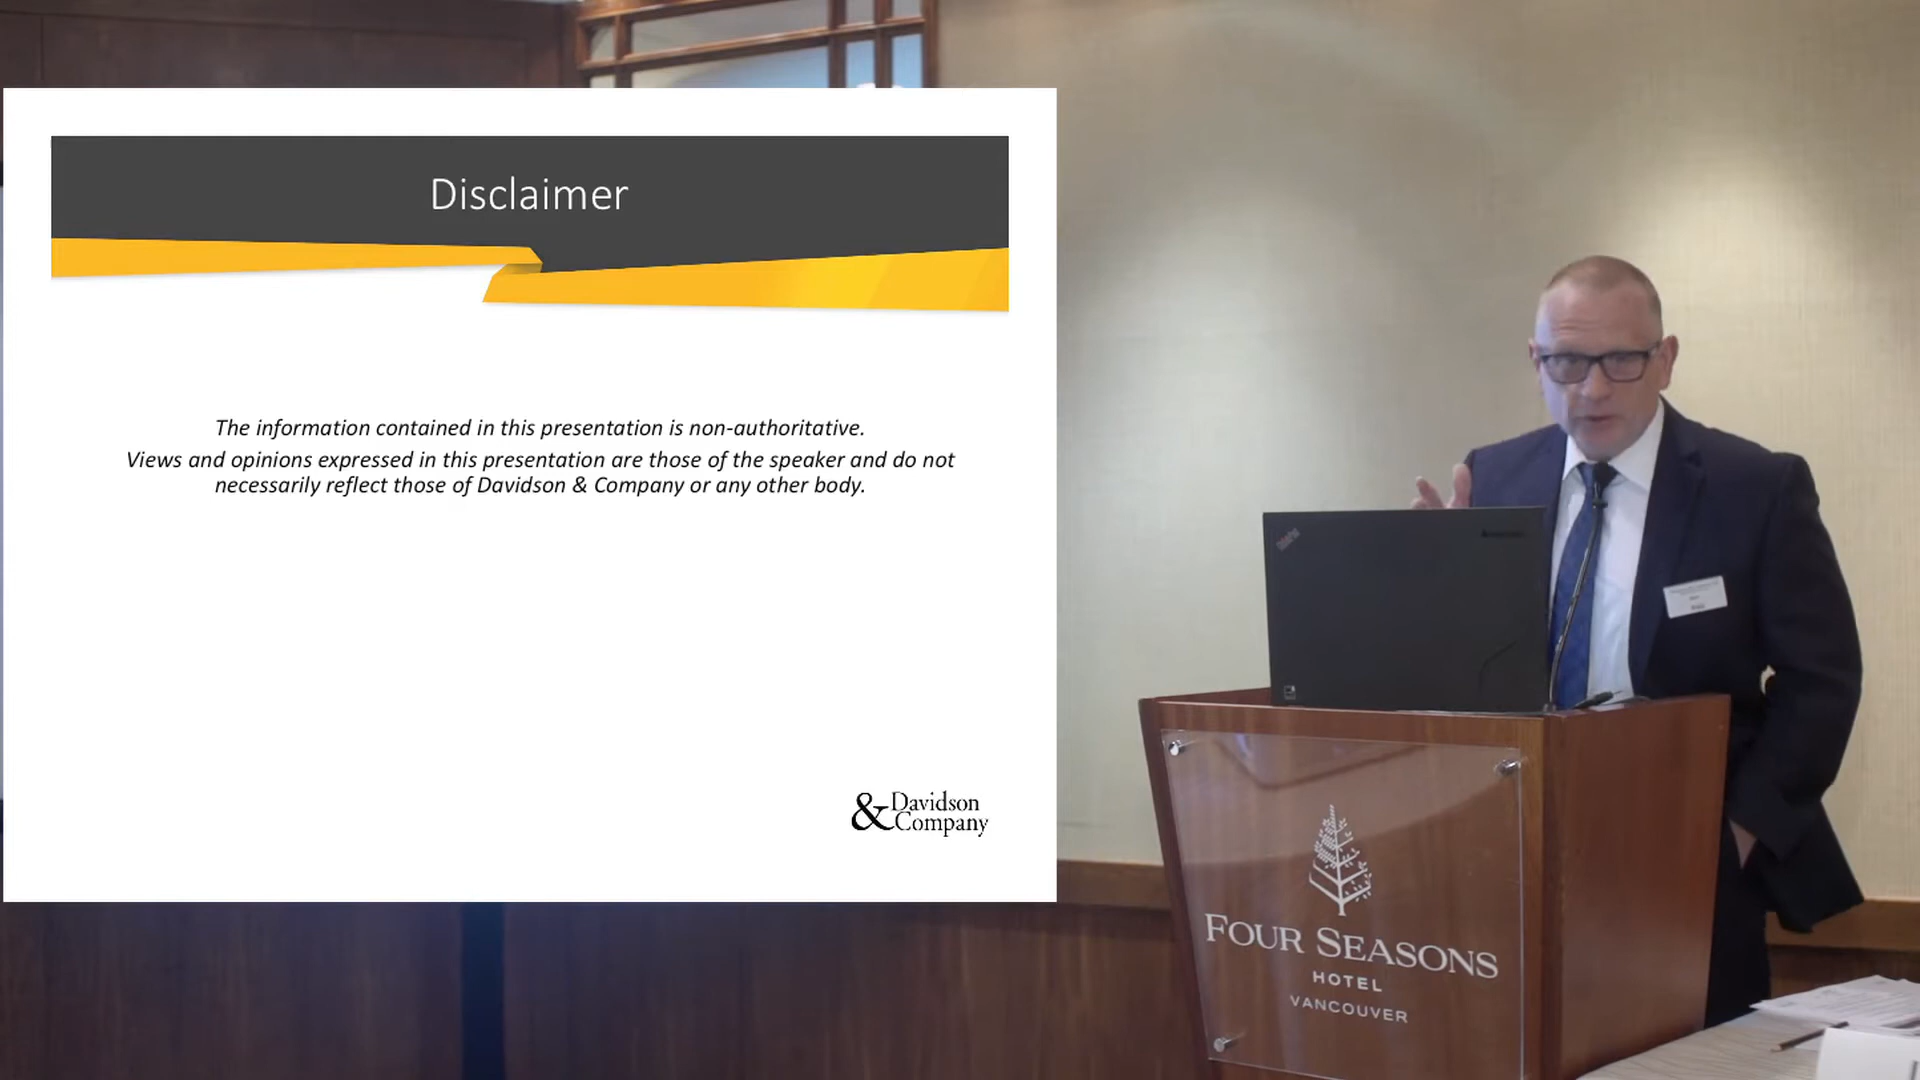 Disclaimer
The information contained in this presentation is non-authoritative.
Views and opinions expressed in this presentation are those of the speaker and do not
necessarily reflect those of Davidson & Company or any other body.
& Davidson
Company
ThinkPad
FOUR SEASONS
HOTEL
VANCOUVER